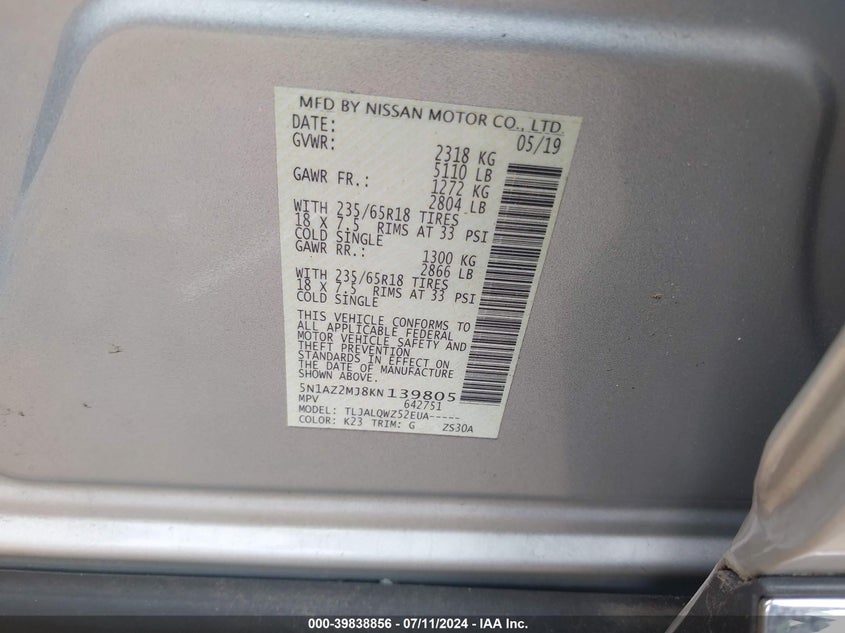 MFD BY NISSAN MOTOR CO., LTD.
DATE: 05/19
GVWR: 2318 KG
5110 LB
GAWR FR.: 1272 KG
2804 LB
WITH 235/65R18 TIRES
18 X 7.5 RIMS AT 33 PSI
COLD SINGLE
GAWR RR.: 1300 KG
2866 LB
WITH 235/65R18 TIRES
18 X 7.5 RIMS AT 33 PSI
COLD SINGLE
THIS VEHICLE CONFORMS TO
ALL APPLICABLE FEDERAL
MOTOR VEHICLE SAFETY AND
THEFT PREVENTION
STANDARDS IN EFFECT ON
THE DATE OF MANUFACTURE
SHOWN ABOVE.
5N1AZ2MJ8KN139805
MPV 642751
MODEL: TLJALQWZ52EUA-----
COLOR: K23 TRIM: G ZS30A
000-39838856 - 07/11/2024 - IAA Inc.